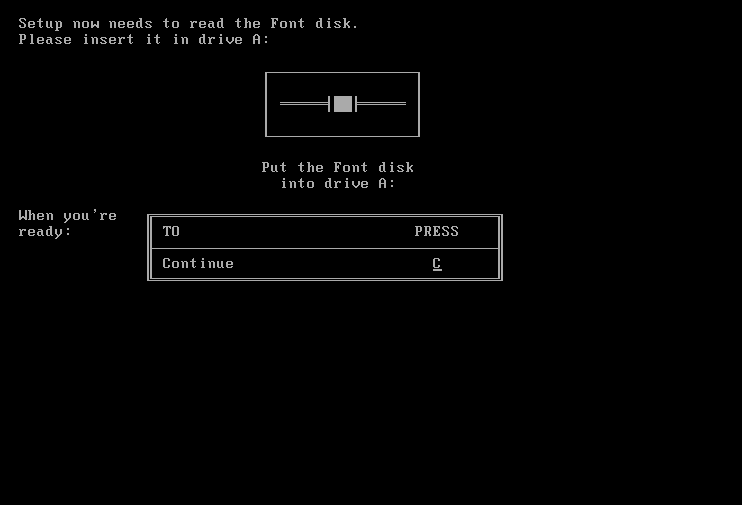 Setup now needs to read the Font disk.
Please insert it in drive A:
Put the Font disk
into drive A:
When you're
ready:
TO PRESS
Continue C